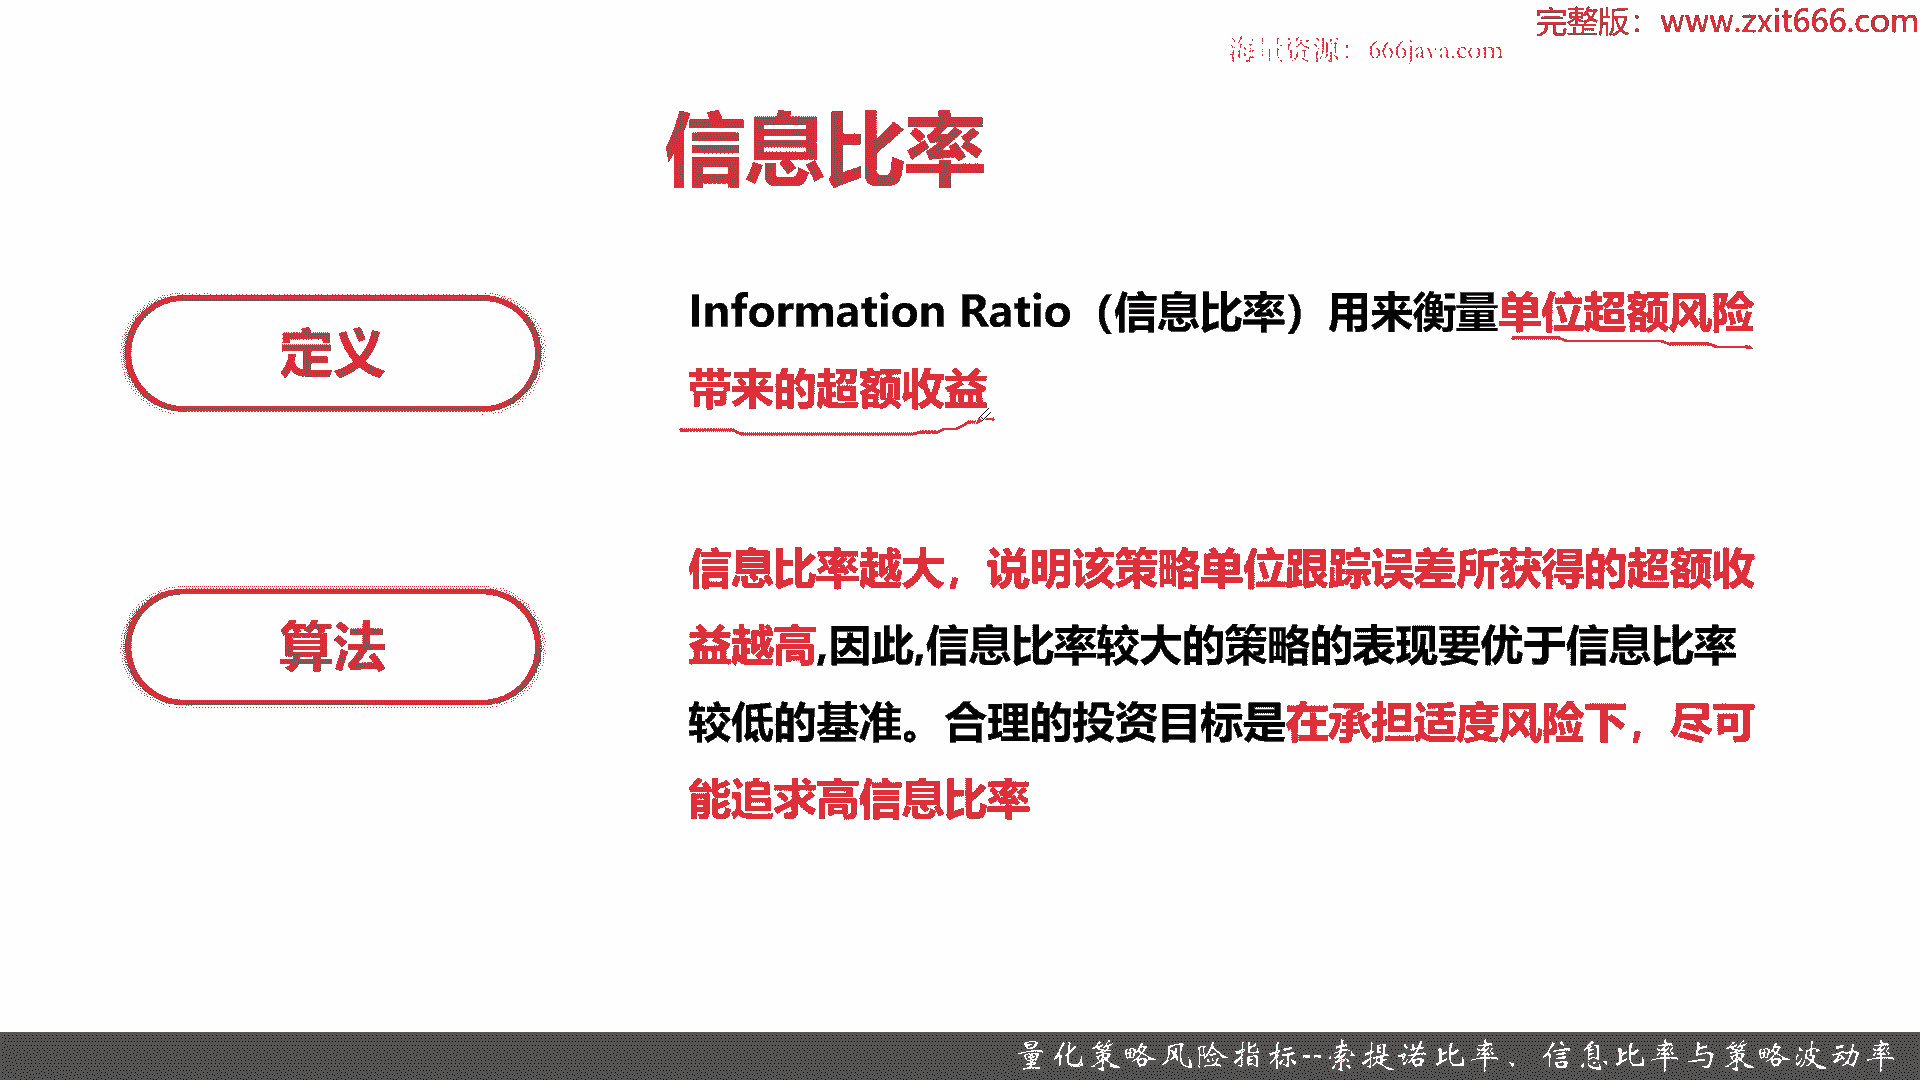 完整版：www.zxit666.com
海量资源：666java.com
信息比率
定义
Information Ratio（信息比率）用来衡量单位超额风险
带来的超额收益
算法
信息比率越大，说明该策略单位跟踪误差所获得的超额收
益越高,因此,信息比率较大的策略的表现要优于信息比率
较低的基准。合理的投资目标是在承担适度风险下，尽可
能追求高信息比率
量化策略风险指标--索提诺比率、信息比率与策略波动率